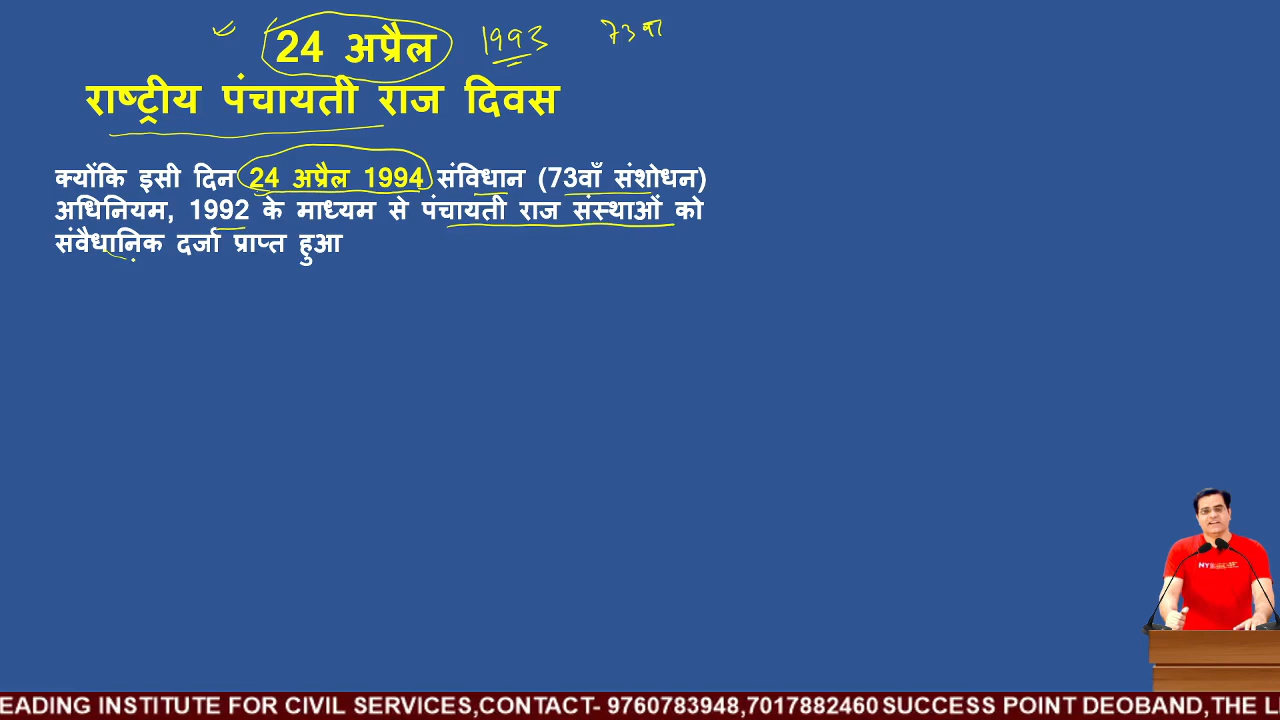 24 अप्रैल 1993 73वा
राष्ट्रीय पंचायती राज दिवस
क्योंकि इसी दिन 24 अप्रैल 1994 संविधान (73वाँ संशोधन)
अधिनियम, 1992 के माध्यम से पंचायती राज संस्थाओं को
संवैधानिक दर्जा प्राप्त हुआ
EADING INSTITUTE FOR CIVIL SERVICES,CONTACT- 9760783948,7017882460 SUCCESS POINT DEOBAND,THE L